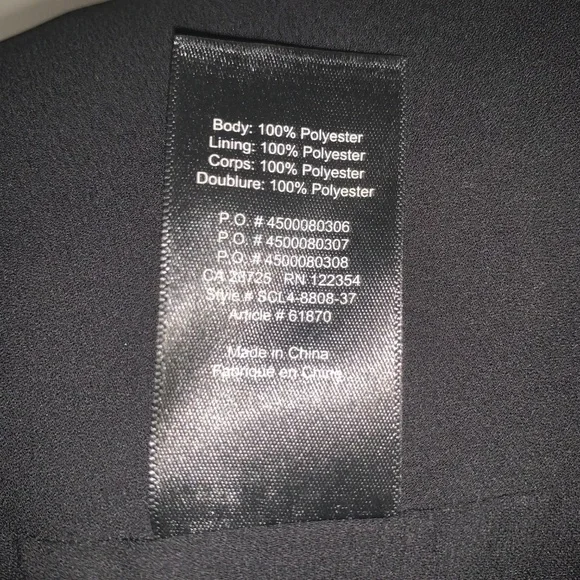 Body: 100% Polyester
Lining: 100% Polyester
Corps: 100% Polyester
Doublure: 100% Polyester
P.O. # 4500080306
P.O. # 4500080307
P.O. # 4500080308
CA 28725 RN 122354
Style # SCL4-8808-37
Article # 61870
Made in China
Fabriqué en Chine